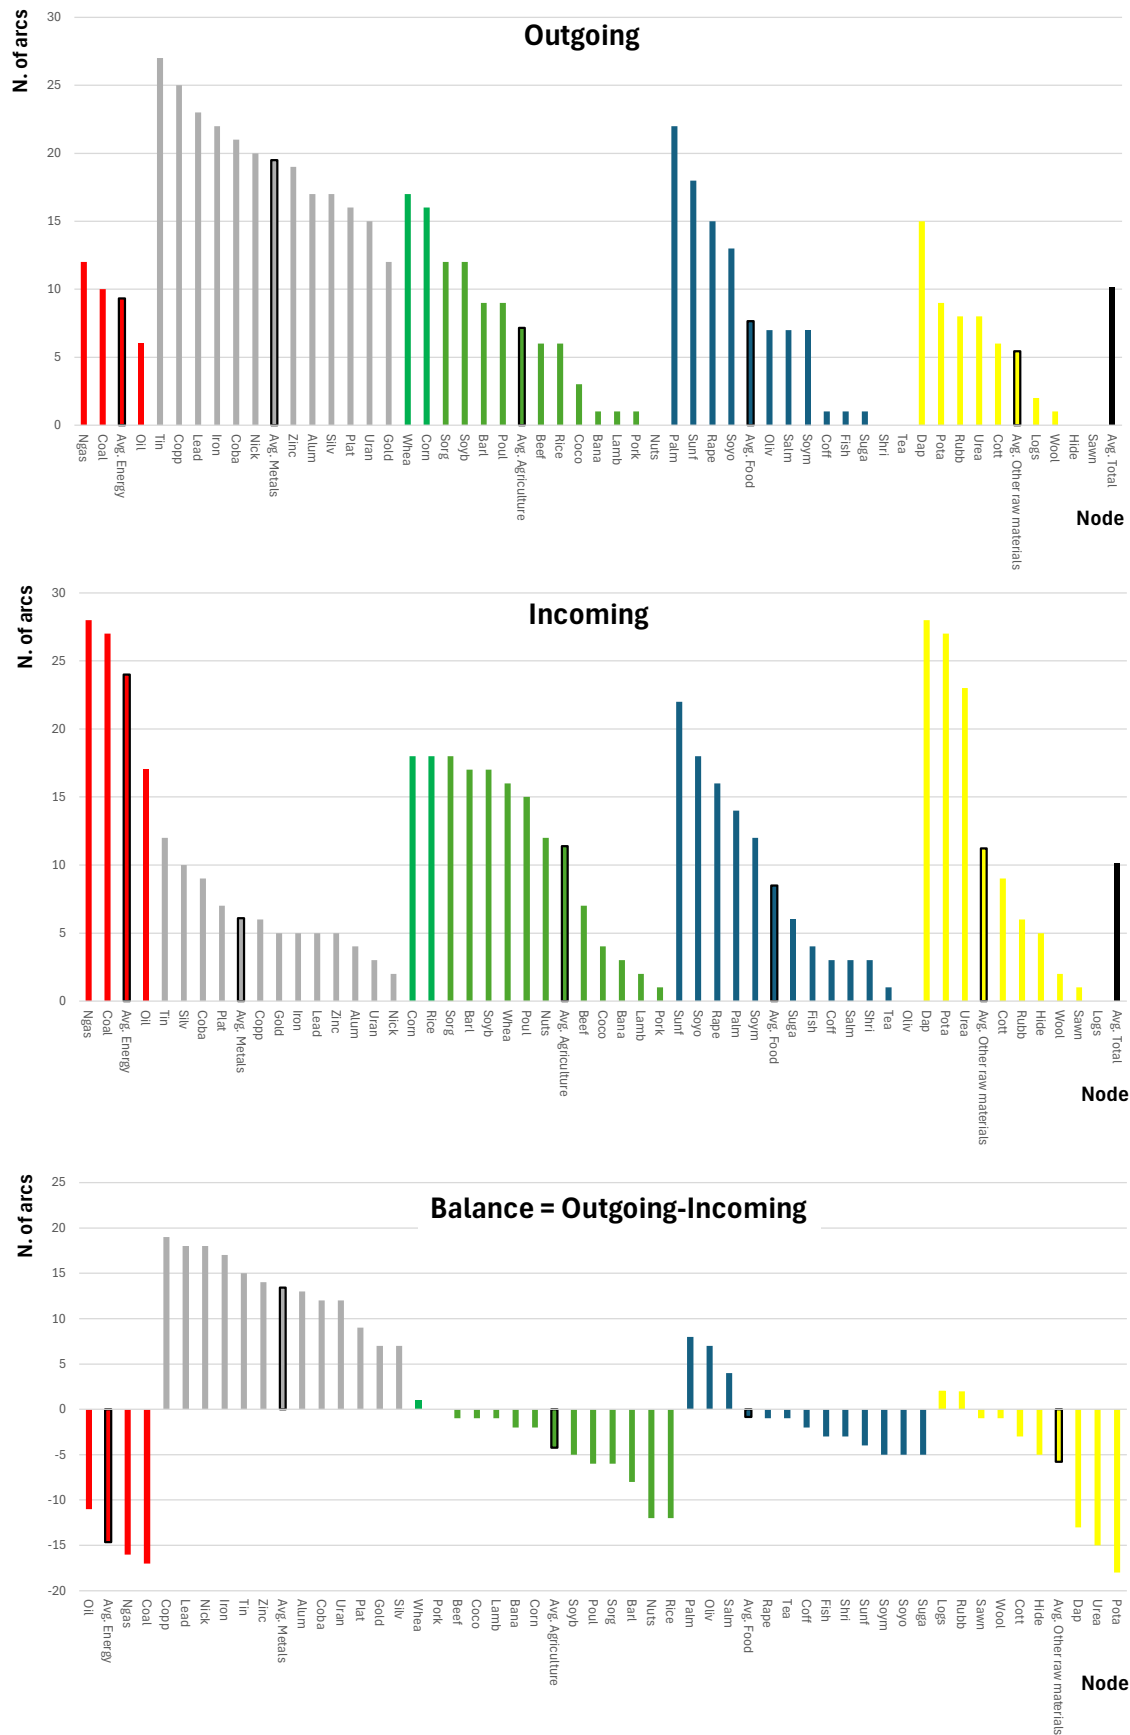 Outgoing
N. of arcs
30
25
20
15
10
5
0
Ngas Coal Avg. Energy Oil Tin Copp Lead Iron Coba Nick Avg. Metals Zinc Alum Silv Plat Uran Gold Whea Corn Sorg Soyb Barl Poul Avg. Agriculture Beef Rice Coco Bana Lamb Pork Nuts Palm Sunf Rape Soyo Avg. Food Oliv Salm Soym Coff Fish Suga Shri Tea Dap Pota Rubb Urea Cott Avg. Other raw materials Logs Wool Hide Sawn Avg. Total
Node
Incoming
N. of arcs
30
25
20
15
10
5
0
Ngas Coal Avg. Energy Oil Tin Silv Coba Plat Avg. Metals Copp Gold Iron Lead Zinc Alum Uran Nick Corn Rice Sorg Barl Soyb Whea Poul Nuts Avg. Agriculture Beef Coco Bana Lamb Pork Sunf Soyo Rape Palm Soym Avg. Food Suga Fish Coff Salm Shri Tea Oliv Dap Pota Urea Avg. Other raw materials Cott Rubb Hide Wool Sawn Logs Avg. Total
Node
Balance = Outgoing-Incoming
N. of arcs
25
20
15
10
5
0
-5
-10
-15
-20
Oil Avg. Energy Ngas Coal Copp Lead Nick Iron Tin Zinc Avg. Metals Alum Coba Uran Plat Gold Silv Whea Pork Beef Coco Lamb Bana Corn Avg. Agriculture Soyb Poul Sorg Barl Nuts Rice Palm Oliv Salm Avg. Food Rape Tea Coff Fish Shri Sunf Soym Soyo Suga Logs Rubb Sawn Wool Cott Hide Avg. Other raw materials Dap Urea Pota
Node